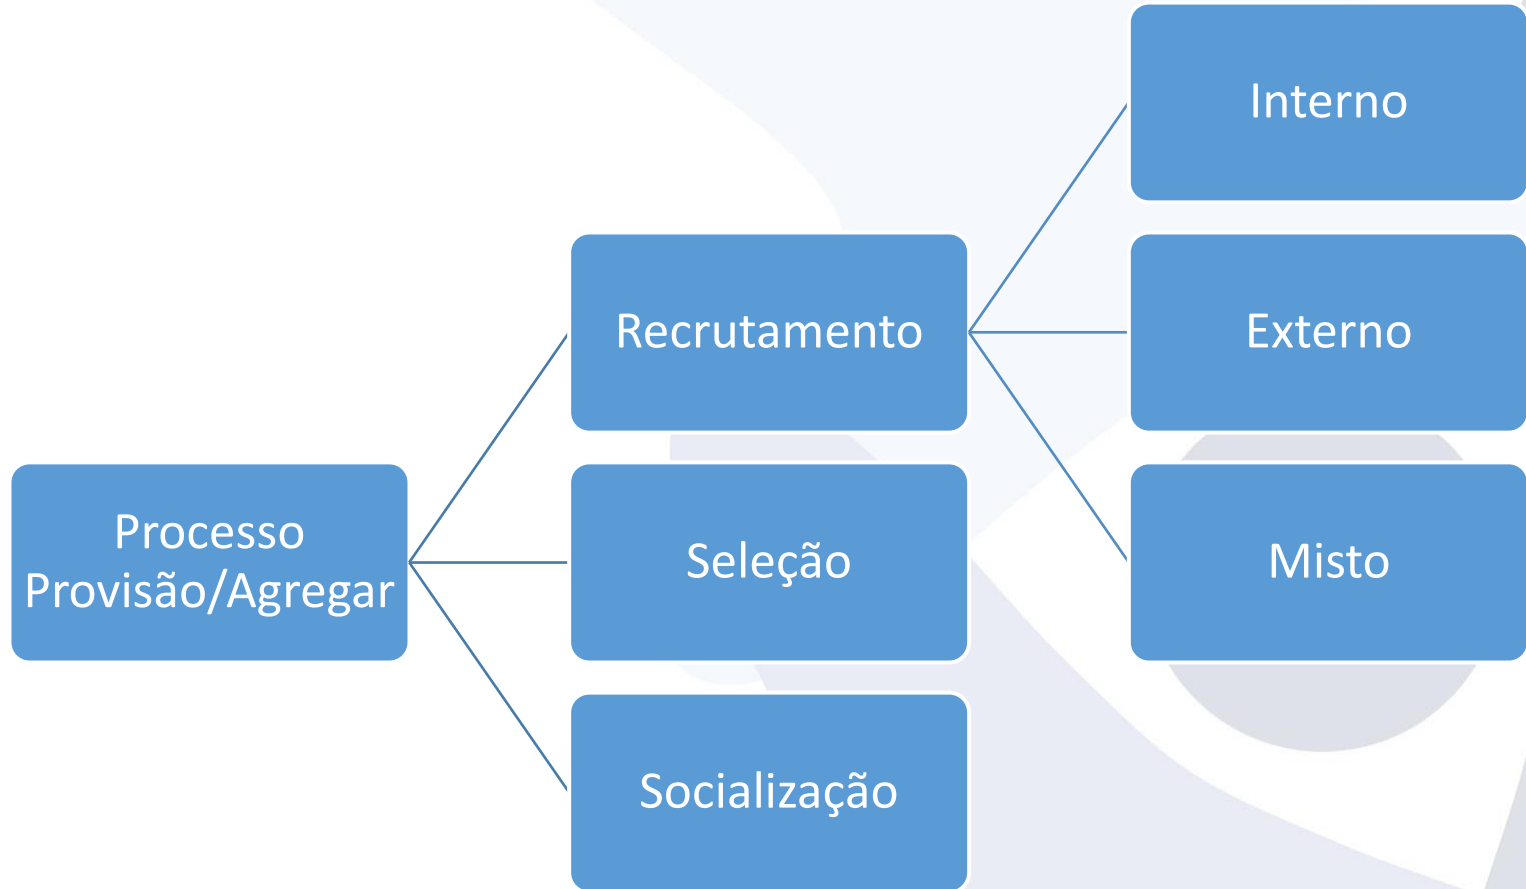 Processo
Provisão/Agregar
Recrutamento
Seleção
Socialização
Interno
Externo
Misto